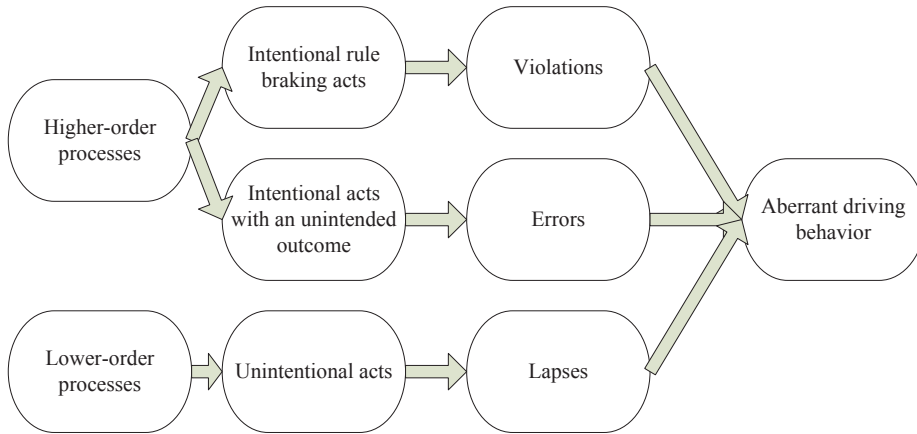 Intentional rule
braking acts
Violations
Higher-order
processes
Intentional acts
with an unintended
outcome
Errors
Aberrant driving
behavior
Lower-order
processes
Unintentional acts
Lapses